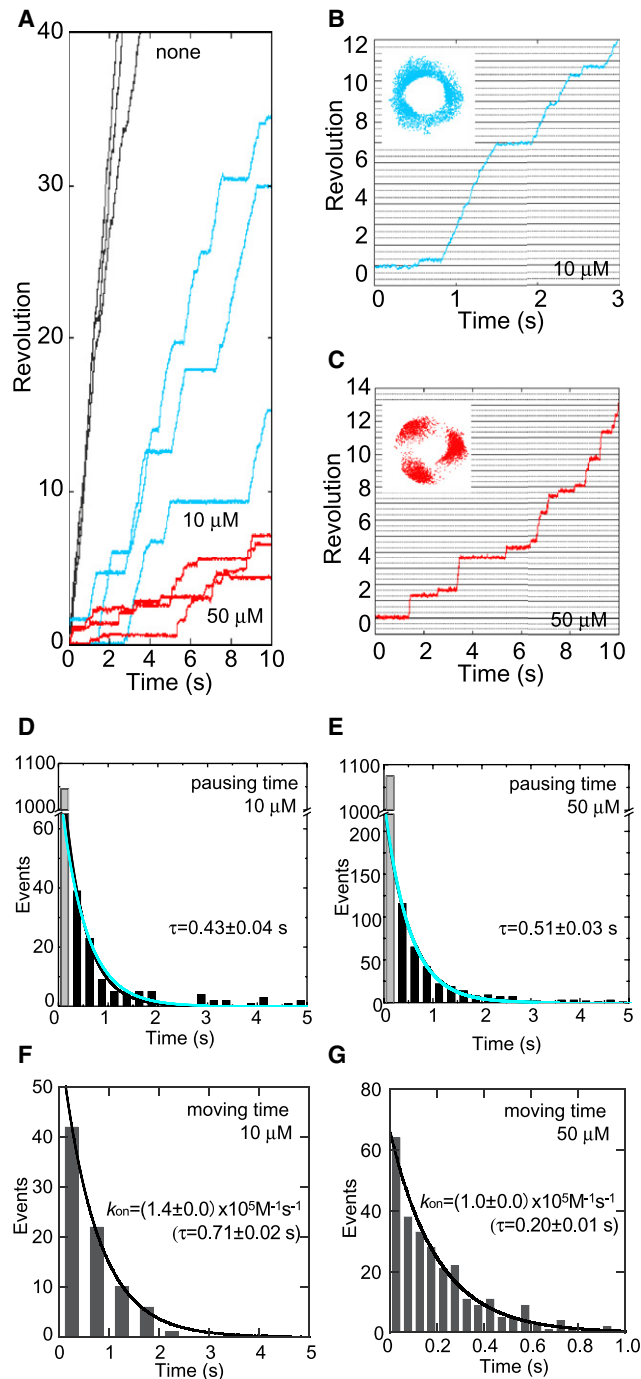 A
40
30
20
10
0
Revolution
none
10 μM
50 μM
0 2 4 6 8 10
Time (s)
B
12
10
8
6
4
2
0
Revolution
10 μM
0 1 2 3
Time (s)
C
14
12
10
8
6
4
2
0
Revolution
50 μM
0 2 4 6 8 10
Time (s)
D
1100
1000
60
40
20
0
Events
pausing time
10 μM
τ=0.43±0.04 s
0 1 2 3 4 5
Time (s)
E
1100
1000
200
150
100
50
0
Events
pausing time
50 μM
τ=0.51±0.03 s
0 1 2 3 4 5
Time (s)
F
50
40
30
20
10
0
Events
moving time
10 μM
kon=(1.4±0.0)x10⁵M⁻¹s⁻¹
(τ=0.71±0.02 s)
0 1 2 3 4 5
Time (s)
G
80
60
40
20
0
Events
moving time
50 μM
kon=(1.0±0.0)x10⁵M⁻¹s⁻¹
(τ=0.20±0.01 s)
0 0.2 0.4 0.6 0.8 1.0
Time (s)